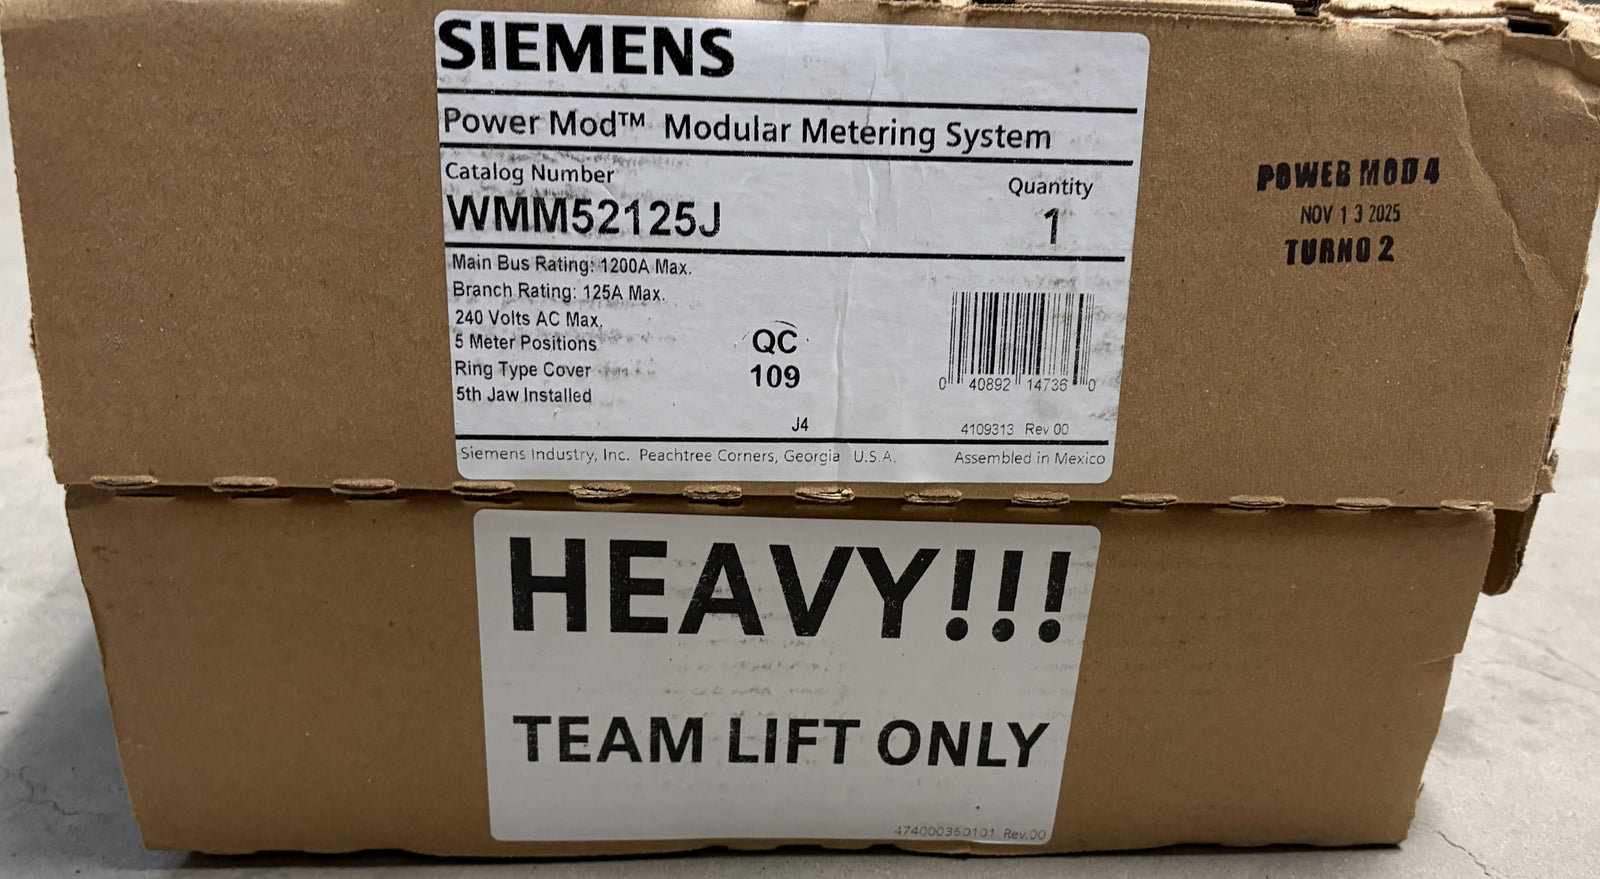 SIEMENS
Power Mod™ Modular Metering System
Catalog Number
Quantity
WMM52125J
1
Main Bus Rating: 1200A Max.
Branch Rating: 125A Max.
240 Volts AC Max.
5 Meter Positions
Ring Type Cover
5th Jaw Installed
QC
109
J4
0 40892 14736 0
4109313 Rev 00
Siemens Industry, Inc. Peachtree Corners, Georgia U.S.A.
Assembled in Mexico
POWER MOD 4
NOV 13 2025
TURNO 2
HEAVY!!!
TEAM LIFT ONLY
474000360101 Rev.00